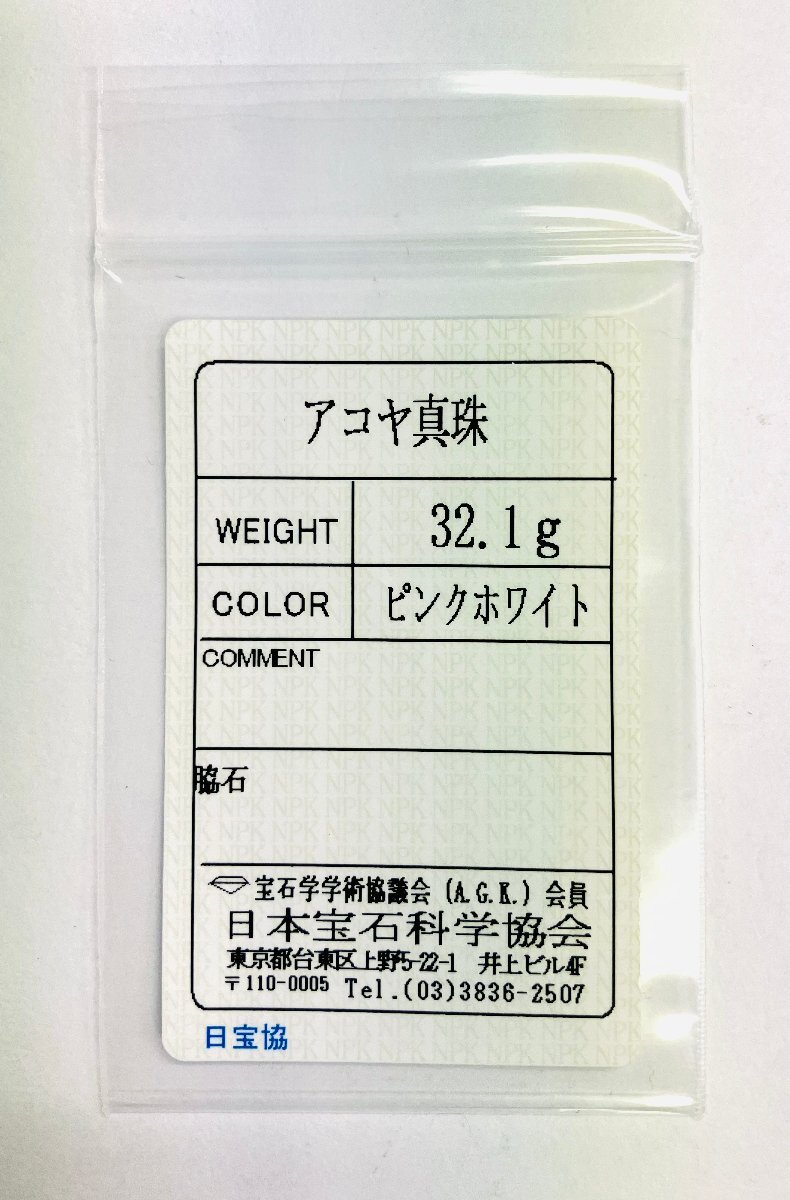 アコヤ真珠
WEIGHT 32.1g
COLOR ピンクホワイト
COMMENT
脇石
宝石学学術協議会(A.G.K.)会員
日本宝石科学協会
東京都台東区上野5-22-1 井上ビル4F
〒110-0005 Tel.(03)3836-2507
日宝協